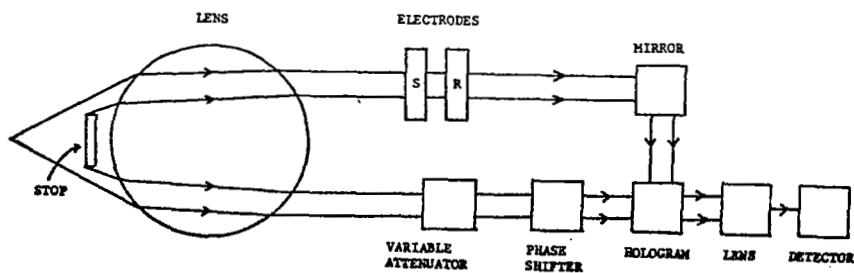 LENS
ELECTRODES
MIRROR
S
R
STOP
VARIABLE
ATTENUATOR
PHASE
SHIFTER
HOLOGRAM
LENS
DETECTOR